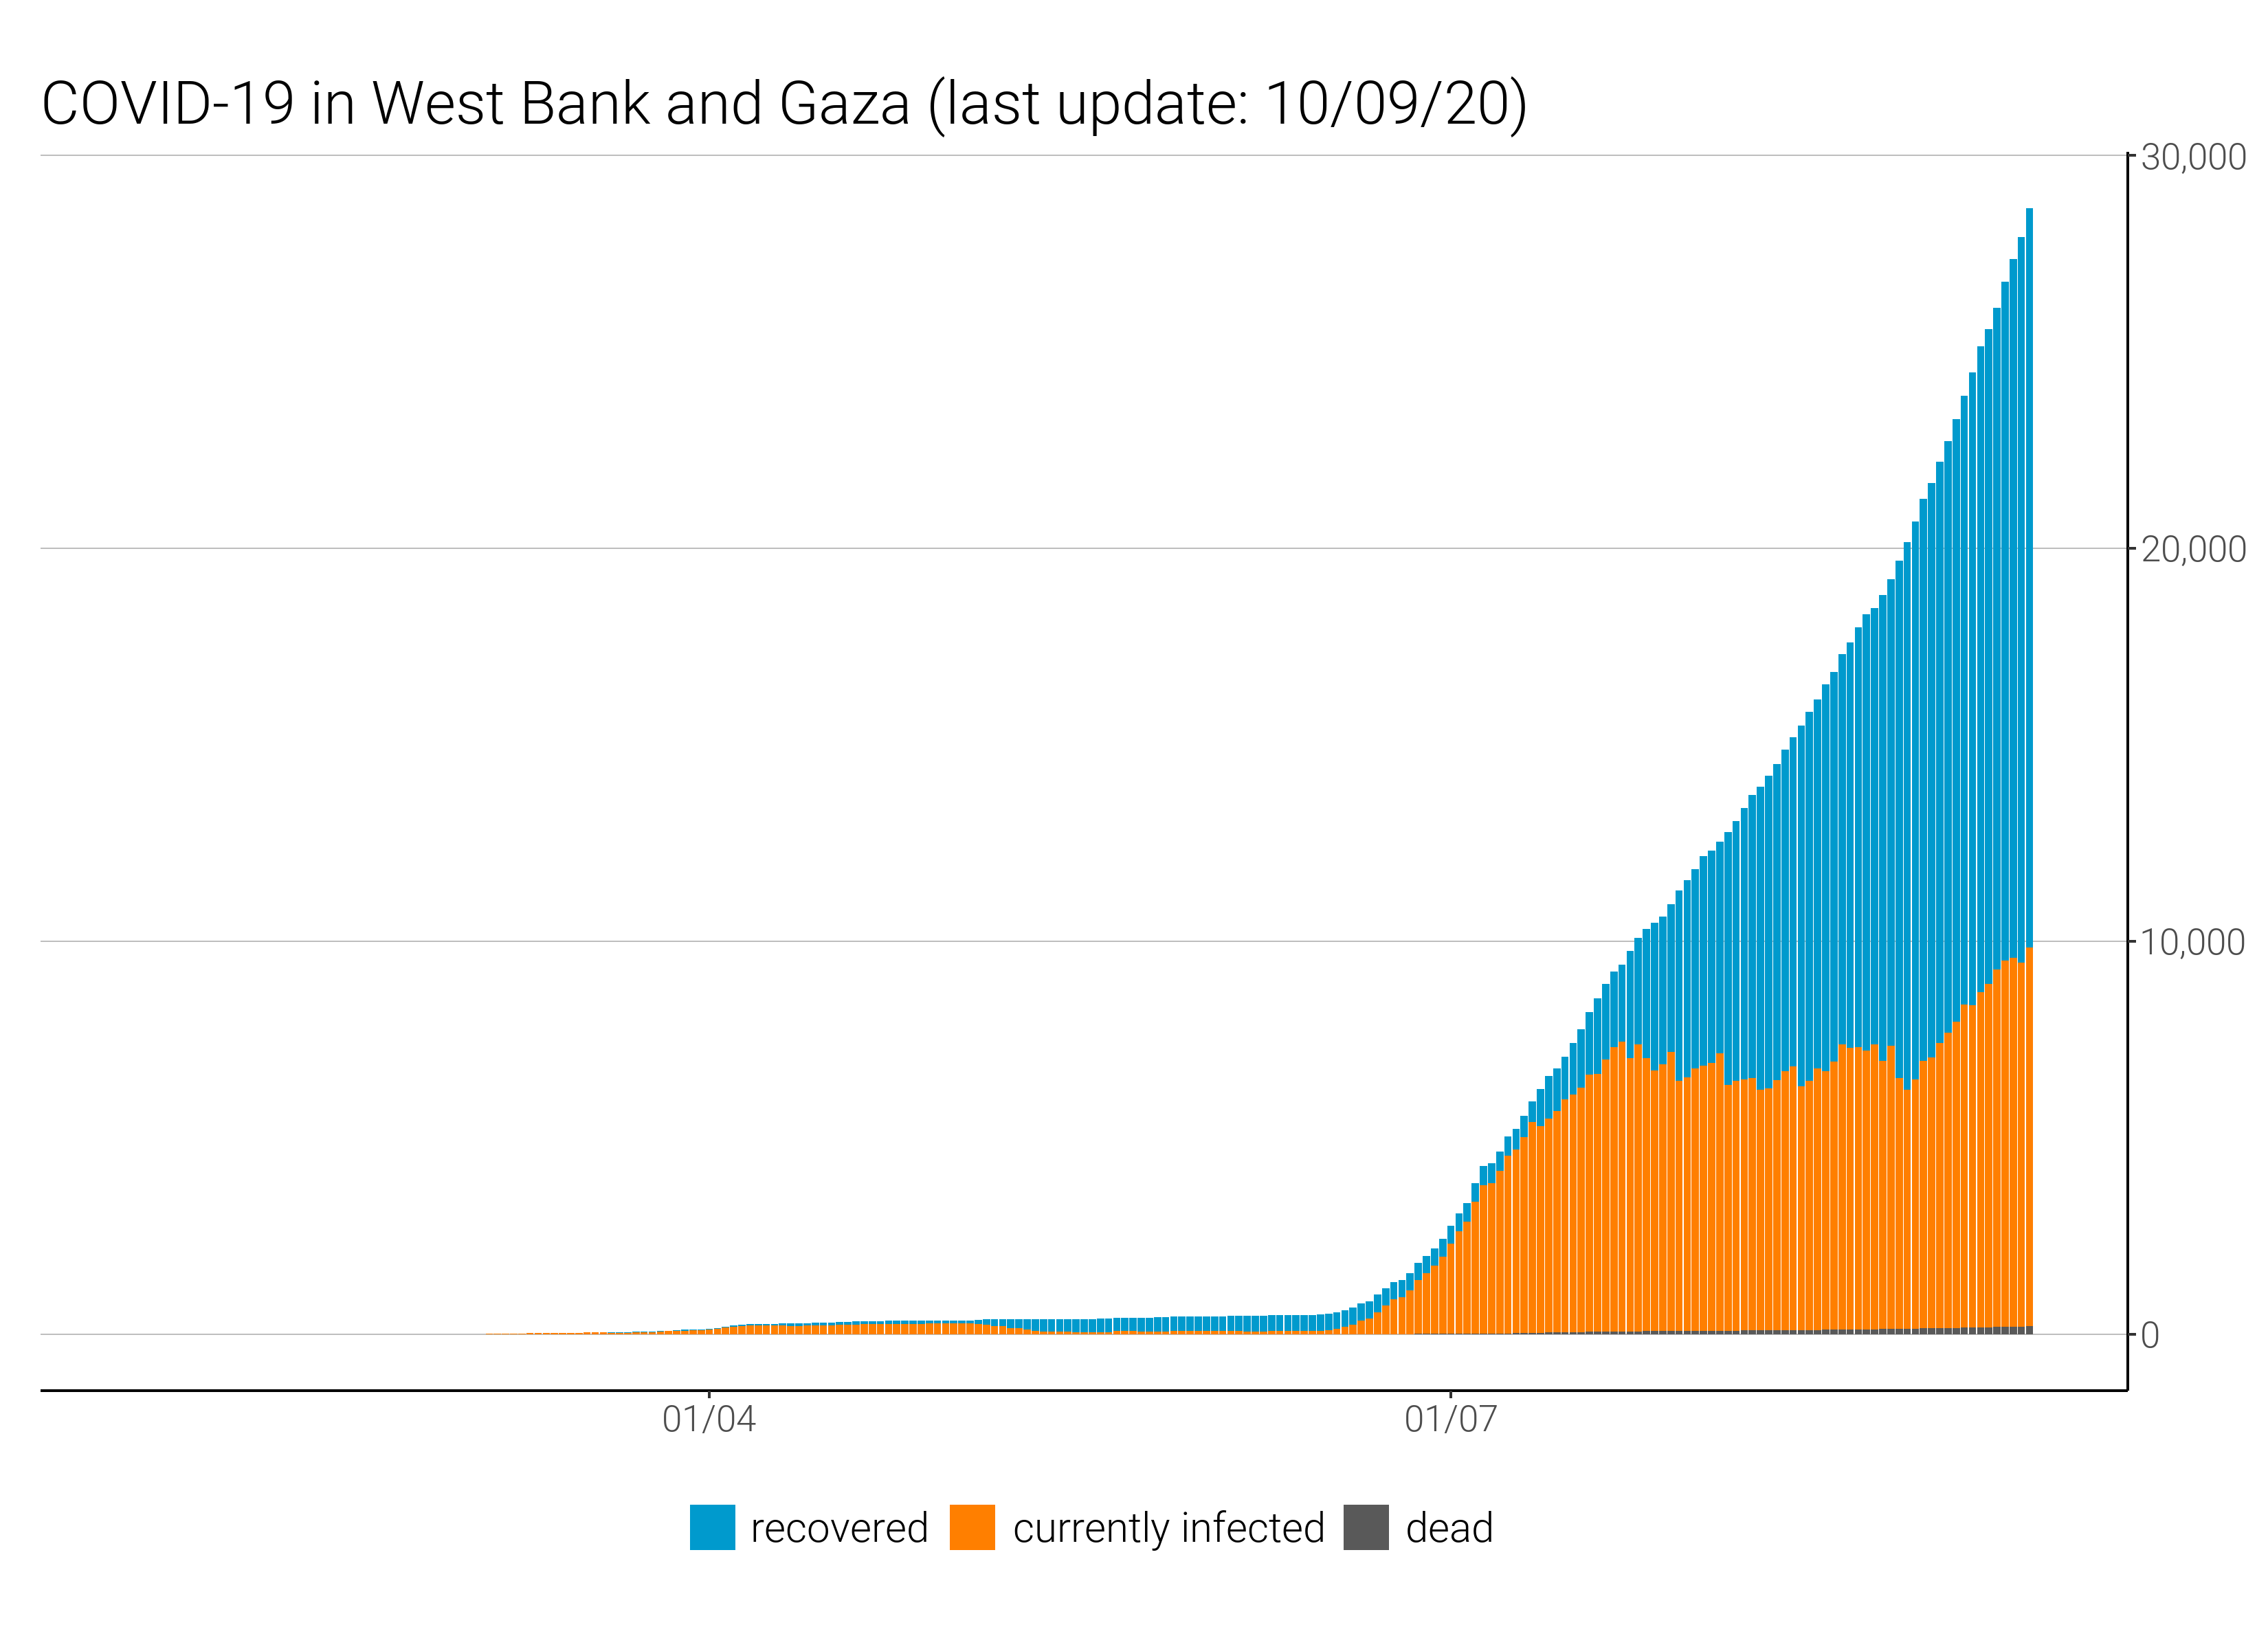 COVID-19 in West Bank and Gaza (last update: 10/09/20)
30,000
20,000
10,000
0
01/04 01/07
recovered currently infected dead